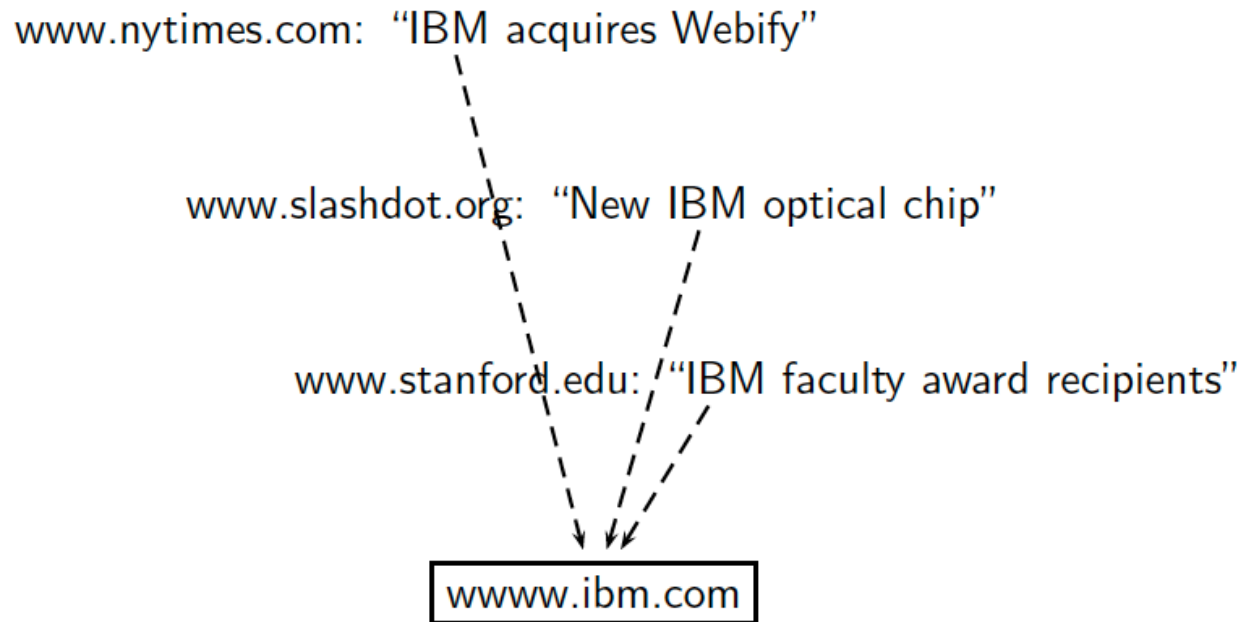 www.nytimes.com: “IBM acquires Webify”
www.slashdot.org: “New IBM optical chip”
www.stanford.edu: “IBM faculty award recipients”
wwww.ibm.com